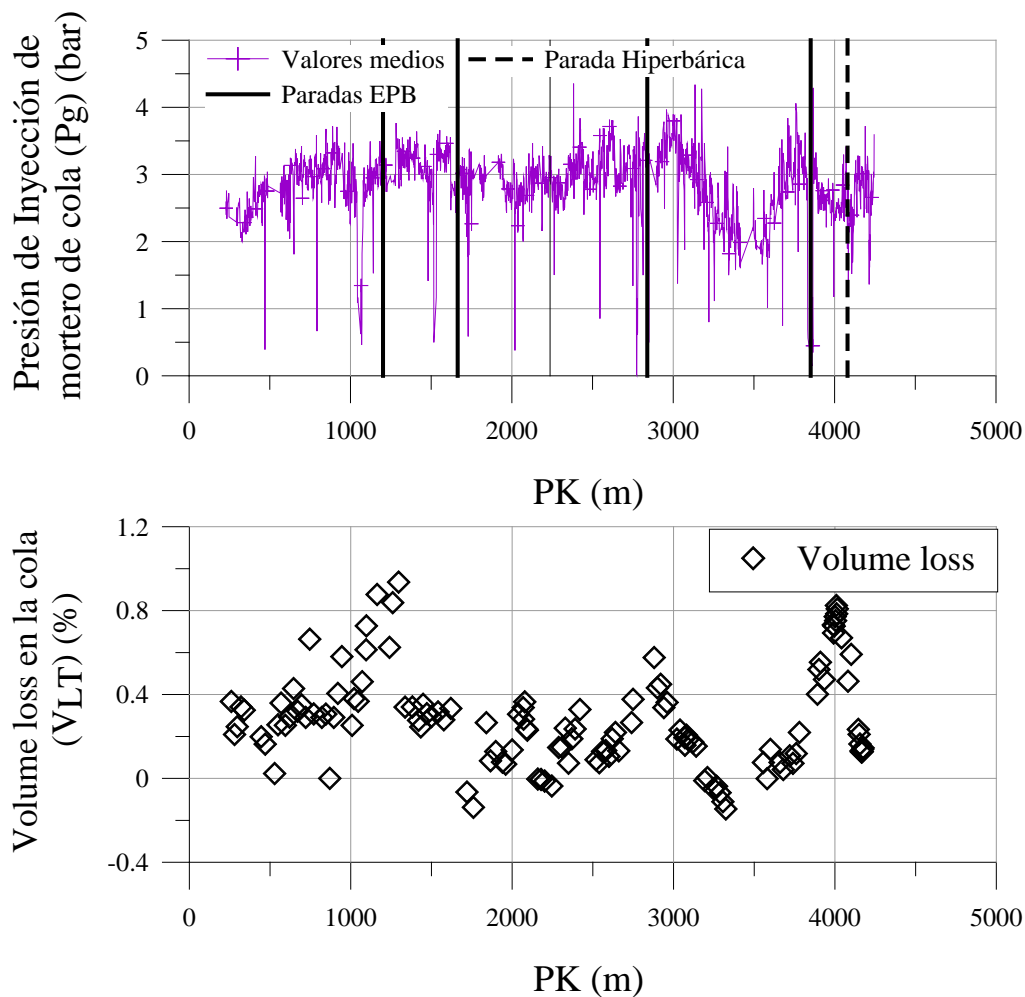 Presión de Inyección de
mortero de cola (Pg) (bar)
5
4
3
2
1
0
Valores medios
Parada Hiperbárica
Paradas EPB
0 1000 2000 3000 4000 5000
PK (m)
Volume loss en la cola
(VLT) (%)
1.2
0.8
0.4
0
-0.4
Volume loss
0 1000 2000 3000 4000 5000
PK (m)